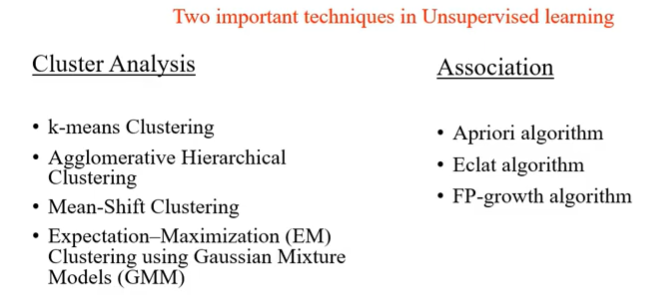 Two important techniques in Unsupervised learning
Cluster Analysis
• k-means Clustering
• Agglomerative Hierarchical
Clustering
• Mean-Shift Clustering
• Expectation–Maximization (EM)
Clustering using Gaussian Mixture
Models (GMM)
Association
• Apriori algorithm
• Eclat algorithm
• FP-growth algorithm